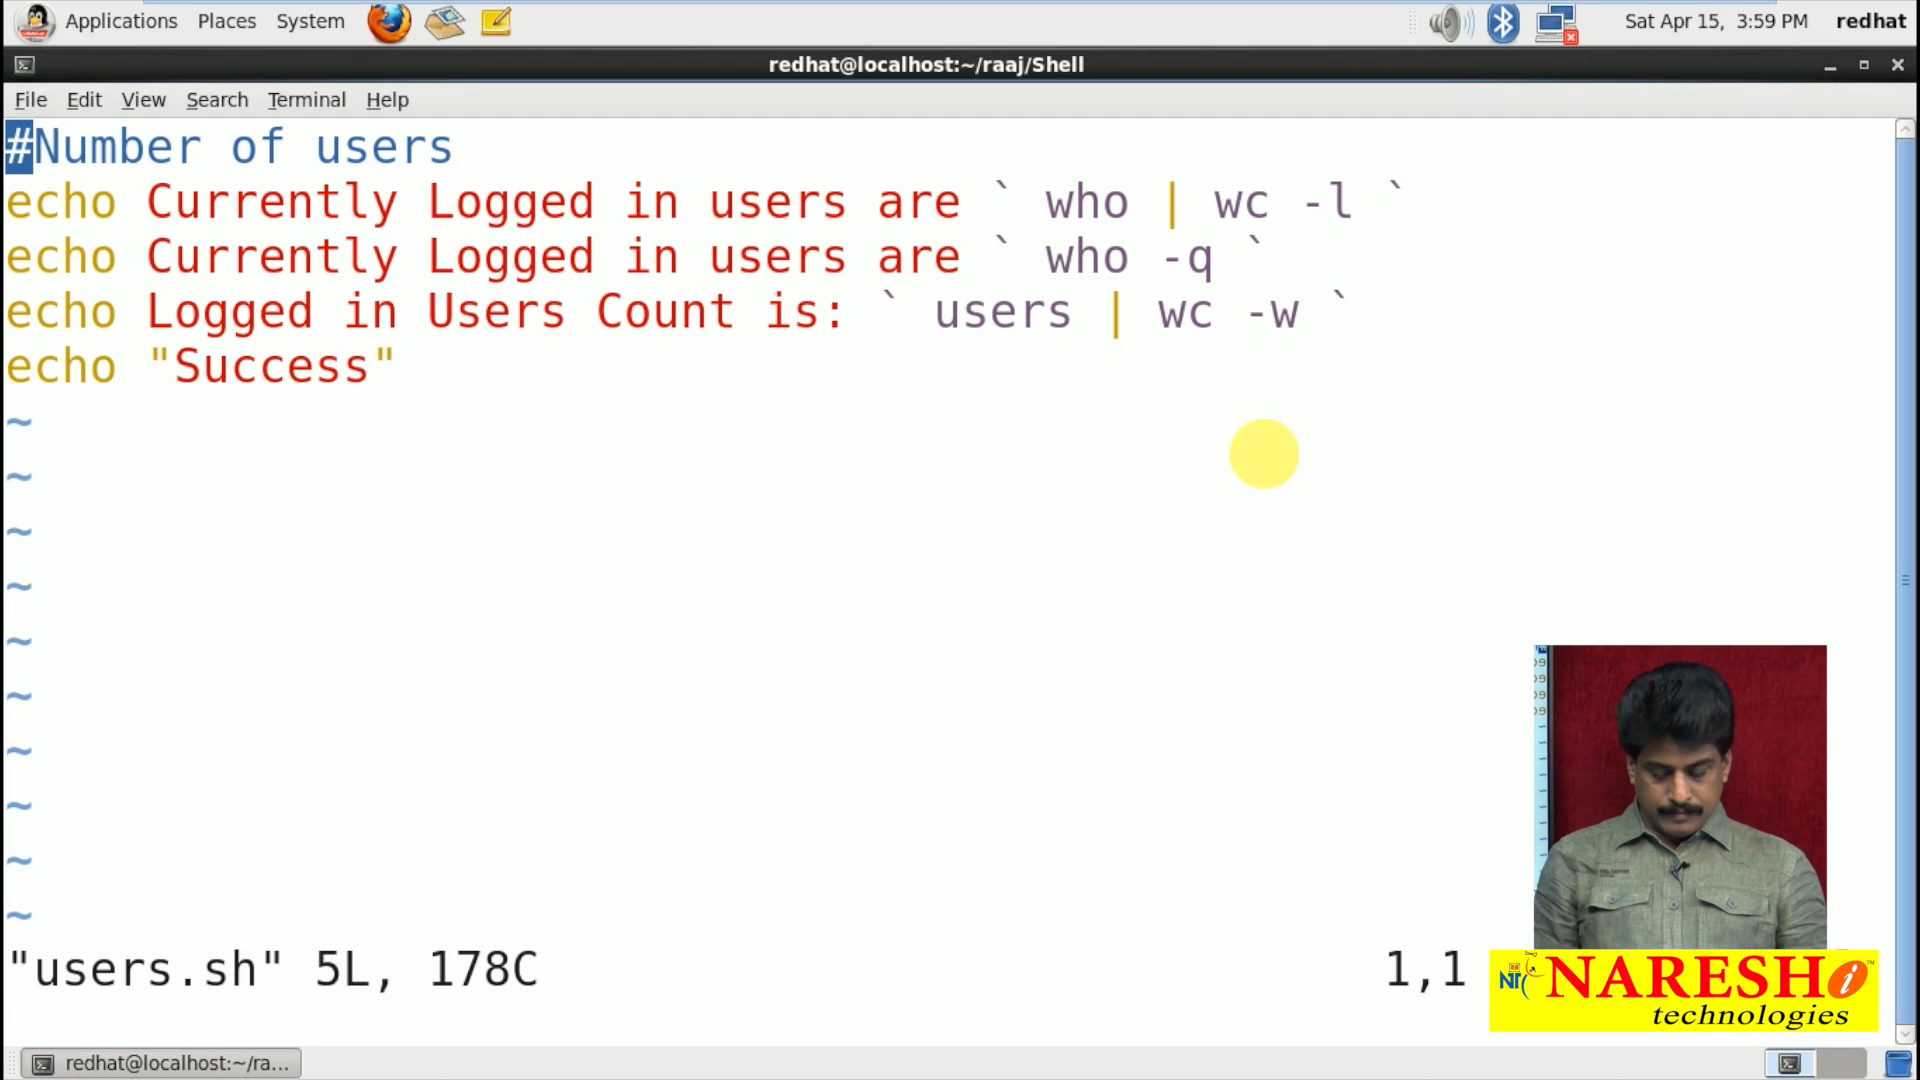 Applications Places System Sat Apr 15, 3:59 PM redhat
redhat@localhost:~/raaj/Shell
File Edit View Search Terminal Help
#Number of users
echo Currently Logged in users are ` who | wc -l `
echo Currently Logged in users are ` who -q `
echo Logged in Users Count is: ` users | wc -w `
echo "Success"
~
~
~
~
~
~
~
~
~
~
"users.sh" 5L, 178C 1,1
NARESH i
technologies
redhat@localhost:~/ra...